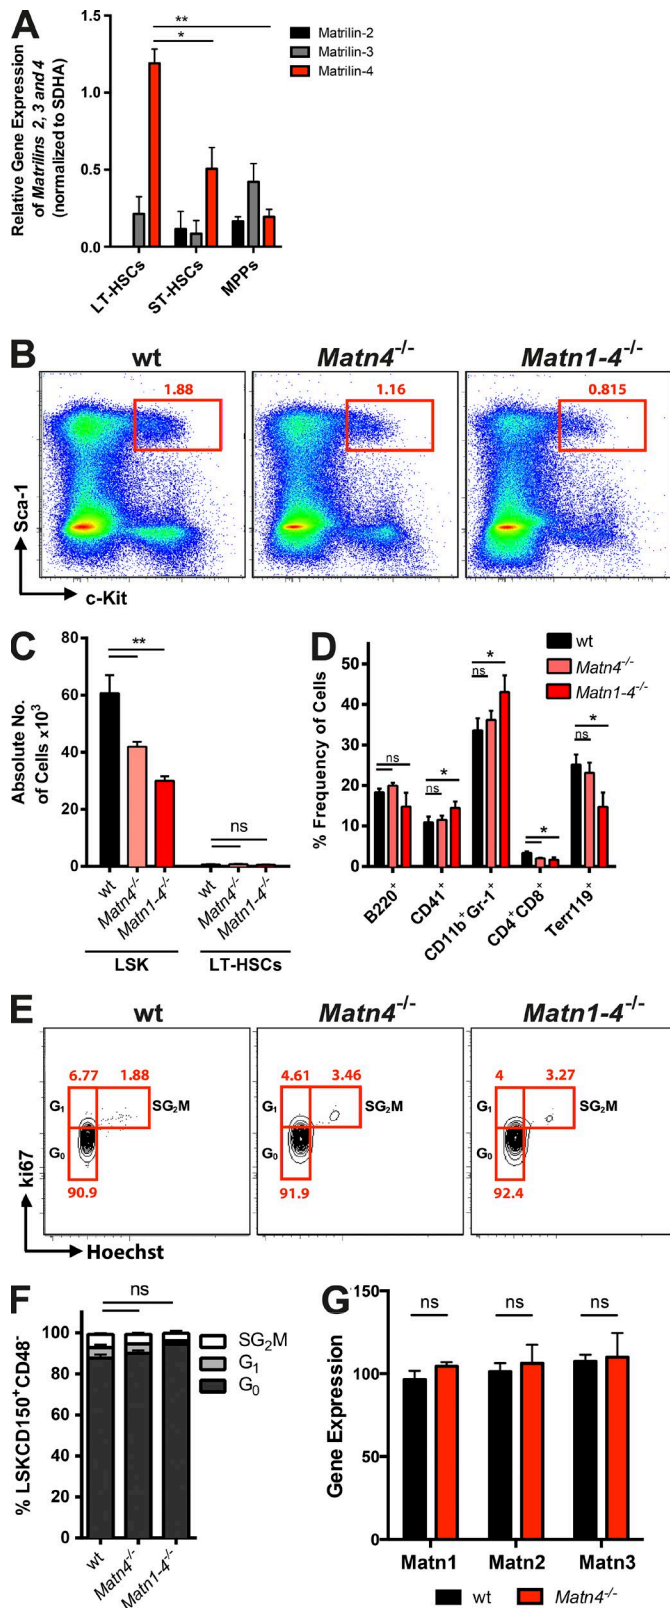 A
Relative Gene Expression
of Matrilins 2, 3 and 4
(normalized to SDHA)
1.5
1.0
0.5
0.0
**
*
Matrilin-2
Matrilin-3
Matrilin-4
LT-HSCs
ST-HSCs
MPPs
B
wt
Matn4-/-
Matn1-4-/-
1.88
1.16
0.815
Sca-1
c-Kit
C
Absolute No.
of Cells x10³
80
60
40
20
0
**
ns
wt
Matn4-/-
Matn1-4-/-
wt
Matn4-/-
Matn1-4-/-
LSK
LT-HSCs
D
% Frequency of Cells
50
40
30
20
10
0
wt
Matn4-/-
Matn1-4-/-
ns
ns
*
ns
*
*
ns
*
B220+
CD41+
CD11b+Gr-1+
CD4+CD8+
Terr119+
E
wt
Matn4-/-
Matn1-4-/-
6.77
1.88
G₁
SG₂M
G₀
90.9
4.61
3.46
G₁
SG₂M
G₀
91.9
4
3.27
G₁
SG₂M
G₀
92.4
ki67
Hoechst
F
% LSKCD150+CD48-
100
80
60
40
20
0
ns
SG₂M
G₁
G₀
wt
Matn4-/-
Matn1-4-/-
G
Gene Expression
150
100
50
0
ns
ns
ns
Matn1
Matn2
Matn3
wt
Matn4-/-